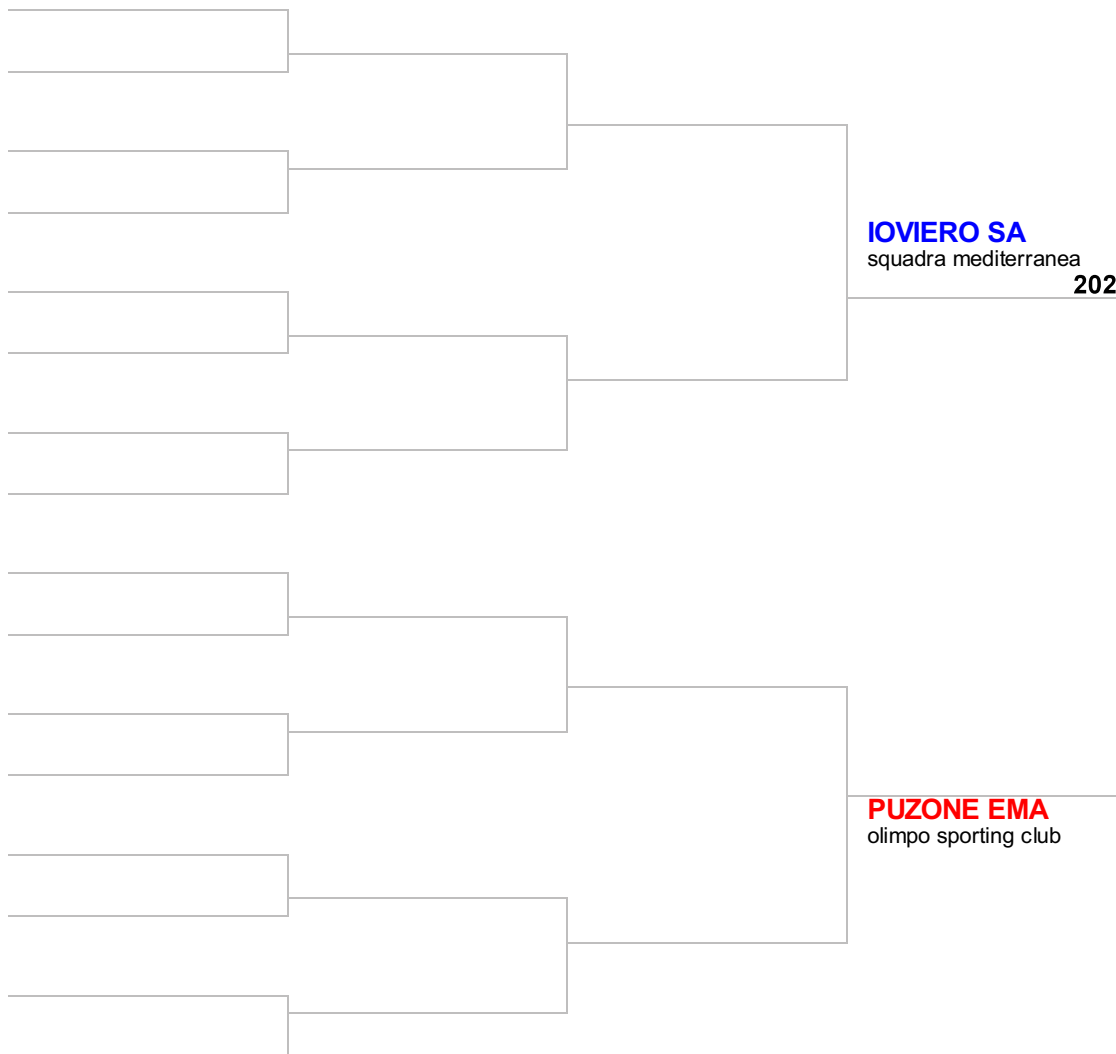 IOVIERO SA
squadra mediterranea
202
PUZONE EMA
olimpo sporting club